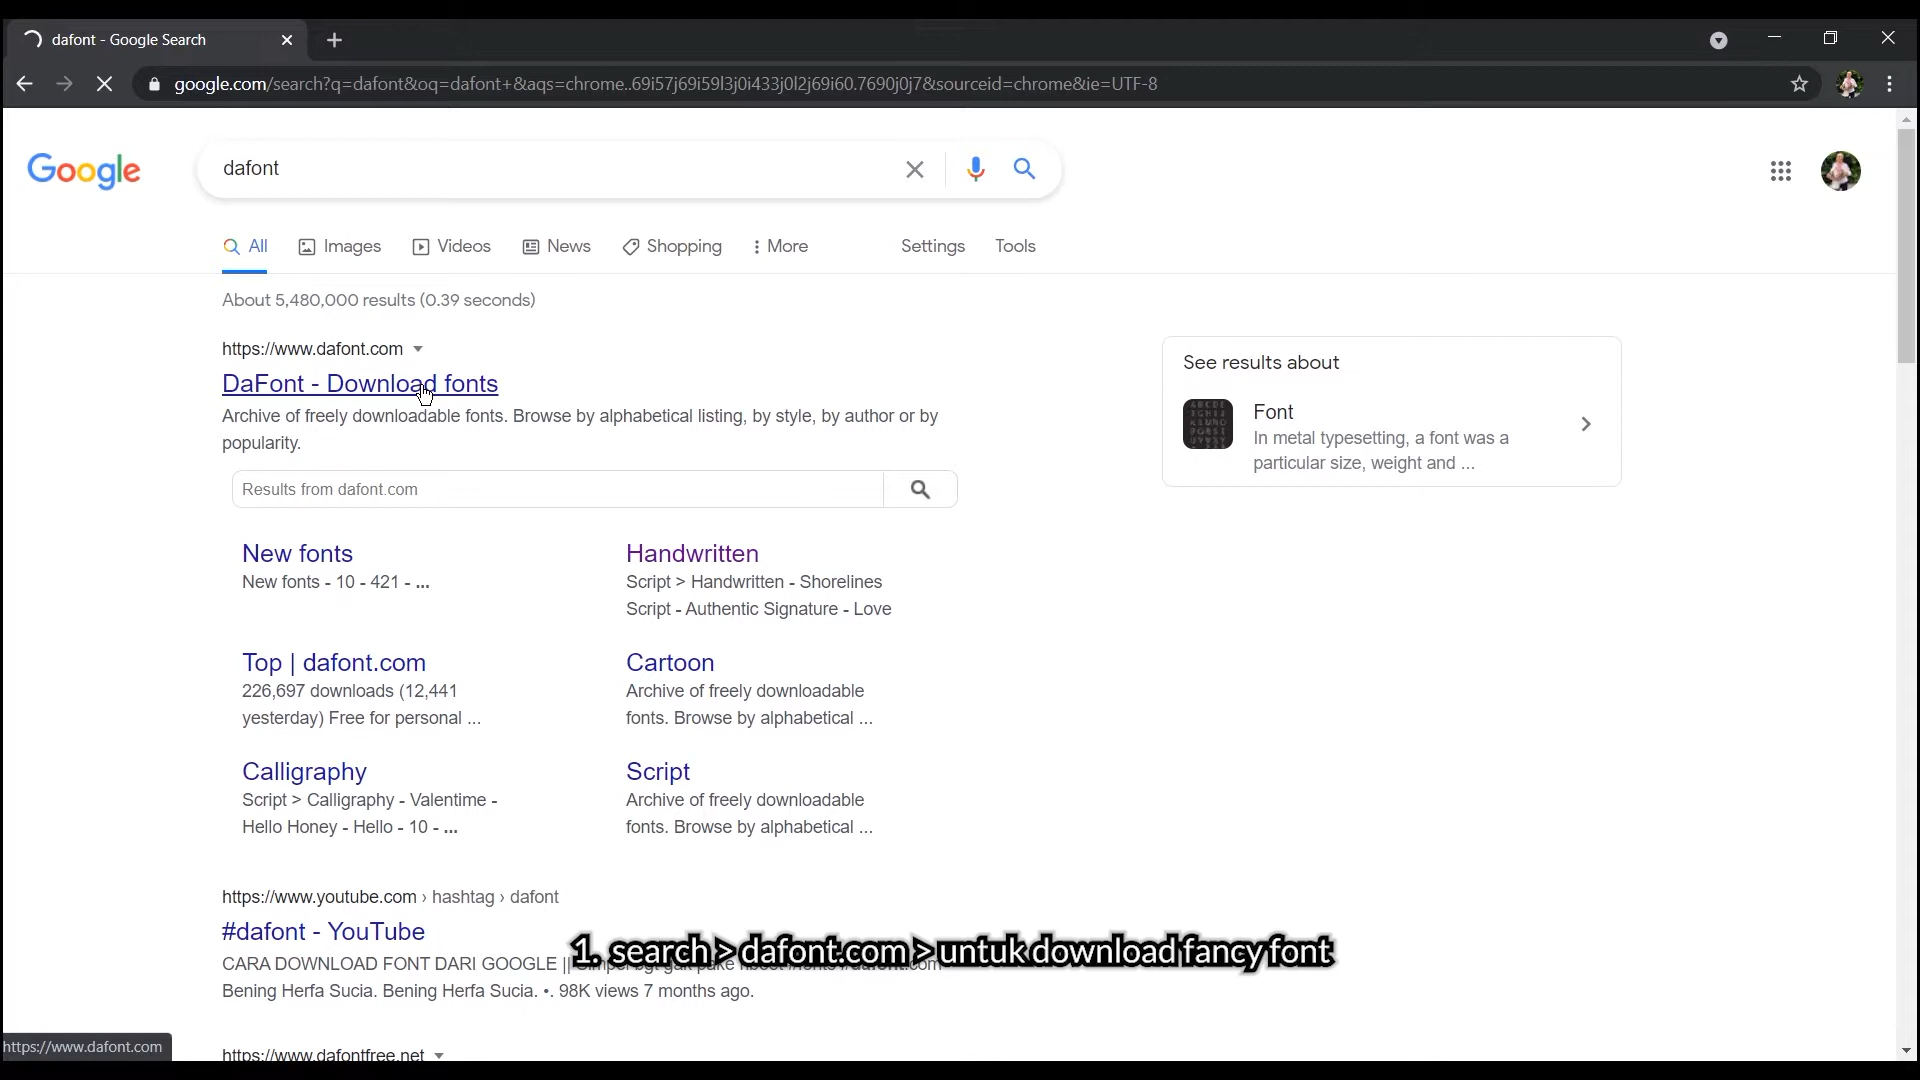 dafont - Google Search
google.com/search?q=dafont&oq=dafont+&aqs=chrome..69i57j69i59l3j0i433j0l2j69i60.7690j0j7&sourceid=chrome&ie=UTF-8
Google
dafont
All Images Videos News Shopping More Settings Tools
About 5,480,000 results (0.39 seconds)
https://www.dafont.com
DaFont - Download fonts
Archive of freely downloadable fonts. Browse by alphabetical listing, by style, by author or by
popularity.
Results from dafont.com
New fonts
New fonts - 10 - 421 - ...
Handwritten
Script > Handwritten - Shorelines
Script - Authentic Signature - Love
Top | dafont.com
226,697 downloads (12,441
yesterday) Free for personal ...
Cartoon
Archive of freely downloadable
fonts. Browse by alphabetical ...
Calligraphy
Script > Calligraphy - Valentime -
Hello Honey - Hello - 10 - ...
Script
Archive of freely downloadable
fonts. Browse by alphabetical ...
See results about
Font
In metal typesetting, a font was a
particular size, weight and ...
https://www.youtube.com › hashtag › dafont
#dafont - YouTube
1. search > dafont.com > untuk download fancy font
CARA DOWNLOAD FONT DARI GOOGLE ||
Bening Herfa Sucia. Bening Herfa Sucia. •. 98K views 7 months ago.
https://www.dafont.com
https://www.dafontfree.net